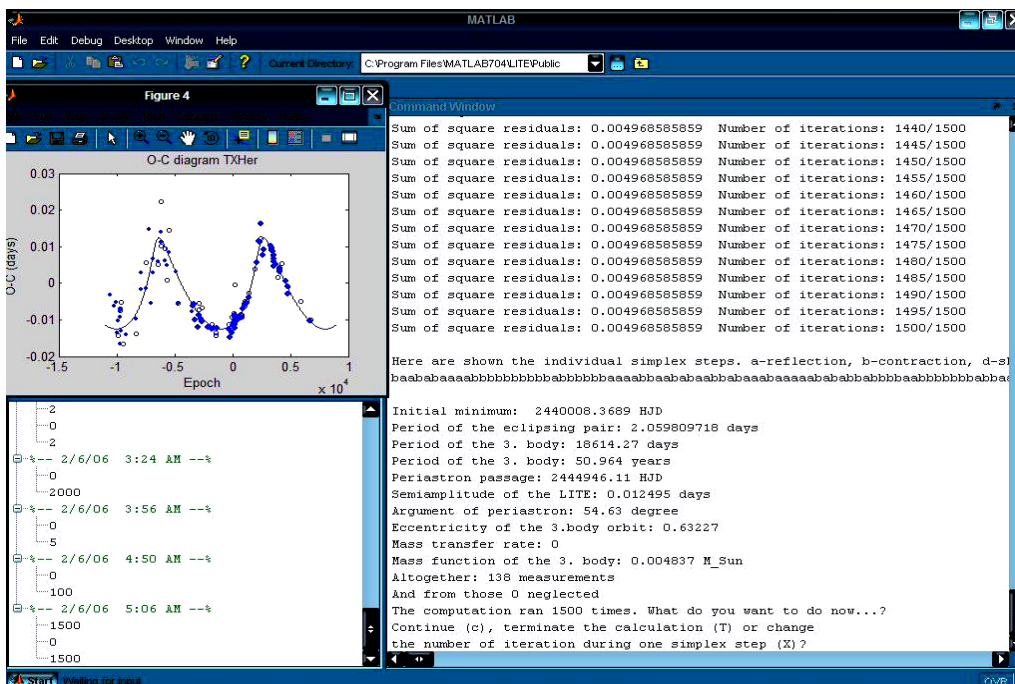 MATLAB
File Edit Debug Desktop Window Help
Current Directory: C:\Program Files\MATLAB704\LITE\Public
Figure 4
O-C diagram TXHer
0.03
0.02
0.01
0
-0.01
-0.02
O-C (days)
-1.5 -1 -0.5 0 0.5 1
x 10^4
Epoch
2
0
2
%-- 2/6/06 3:24 AM --%
0
2000
%-- 2/6/06 3:56 AM --%
0
5
%-- 2/6/06 4:50 AM --%
0
100
%-- 2/6/06 5:06 AM --%
1500
0
1500
Command Window
Sum of square residuals: 0.004968585859 Number of iterations: 1440/1500
Sum of square residuals: 0.004968585859 Number of iterations: 1445/1500
Sum of square residuals: 0.004968585859 Number of iterations: 1450/1500
Sum of square residuals: 0.004968585859 Number of iterations: 1455/1500
Sum of square residuals: 0.004968585859 Number of iterations: 1460/1500
Sum of square residuals: 0.004968585859 Number of iterations: 1465/1500
Sum of square residuals: 0.004968585859 Number of iterations: 1470/1500
Sum of square residuals: 0.004968585859 Number of iterations: 1475/1500
Sum of square residuals: 0.004968585859 Number of iterations: 1480/1500
Sum of square residuals: 0.004968585859 Number of iterations: 1485/1500
Sum of square residuals: 0.004968585859 Number of iterations: 1490/1500
Sum of square residuals: 0.004968585859 Number of iterations: 1495/1500
Sum of square residuals: 0.004968585859 Number of iterations: 1500/1500
Here are shown the individual simplex steps. a-reflection, b-contraction, d-s
Initial minimum: 2440008.3689 HJD
Period of the eclipsing pair: 2.059809718 days
Period of the 3. body: 18614.27 days
Period of the 3. body: 50.964 years
Periastron passage: 2444946.11 HJD
Semiamplitude of the LITE: 0.012495 days
Argument of periastron: 54.63 degree
Eccentricity of the 3.body orbit: 0.63227
Mass transfer rate: 0
Mass function of the 3. body: 0.004837 M_Sun
Altogether: 138 measurements
And from those 0 neglected
The computation ran 1500 times. What do you want to do now...?
Continue (c), terminate the calculation (T) or change
the number of iteration during one simplex step (X)?
Start Waiting for input
OVR